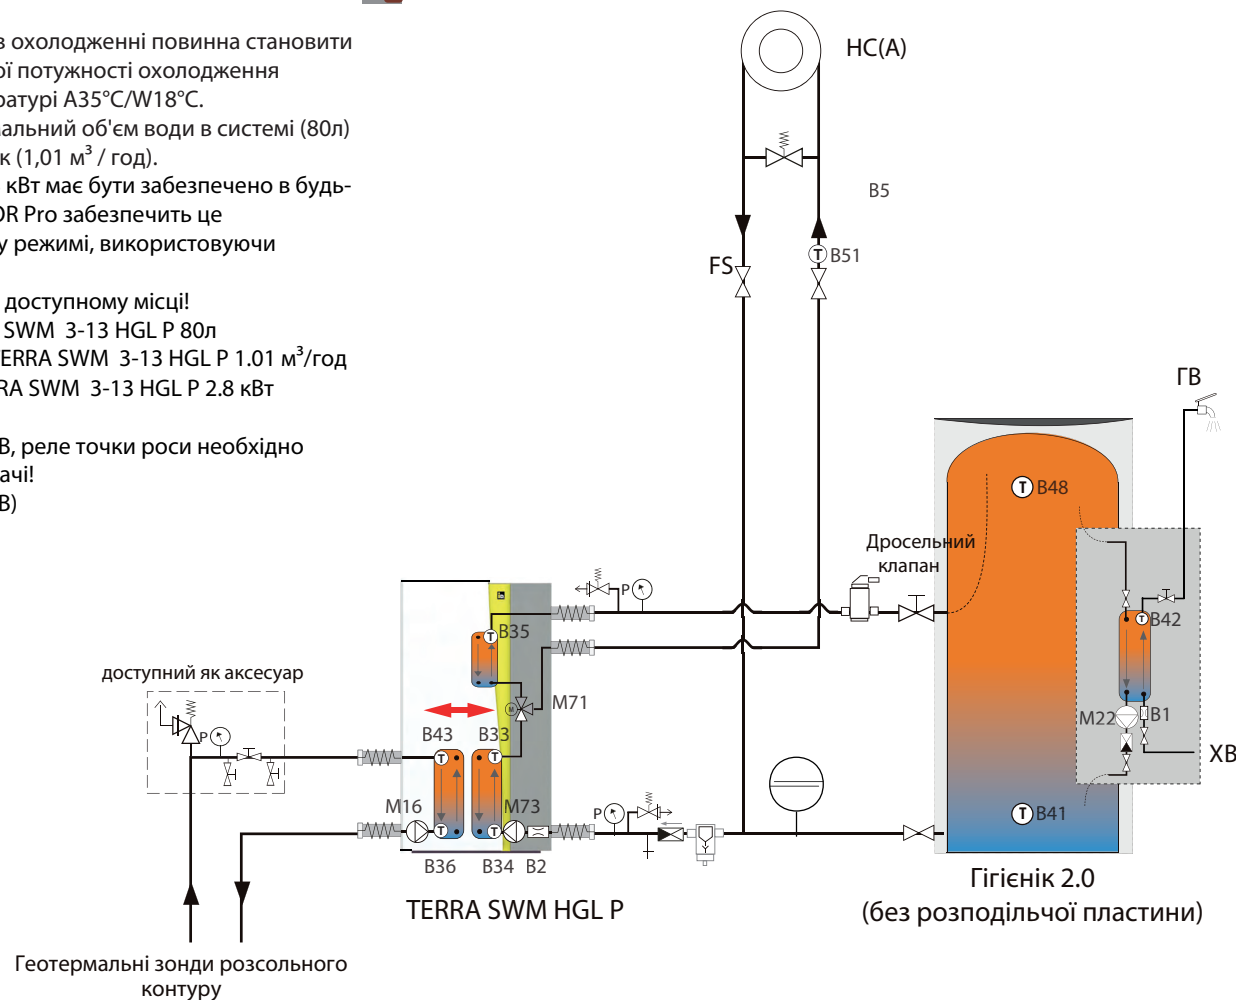 в охолодженні повинна становити
ої потужності охолодження
ратурі A35°C/W18°C.
мальний об'єм води в системі (80л)
к (1,01 м³ / год).
кВт має бути забезпечено в будь-
OR Pro забезпечить це
у режимі, використовуючи
доступному місці!
SWM 3-13 HGL P 80л
ERRA SWM 3-13 HGL P 1.01 м³/год
RA SWM 3-13 HGL P 2.8 кВт
В, реле точки роси необхідно
ачі!
В)
HC(A)
B5
FS
T B51
ГВ
T B48
Дросельний
клапан
P
T B42
T B35
доступний як аксесуар
M71
M
P
B43
B33
T
T
M22
B1
ХВ
M16
M73
P
T
T
T B41
B36
B34
B2
TERRA SWM HGL P
Гігієнік 2.0
(без розподільчої пластини)
Геотермальні зонди розсольного
контуру